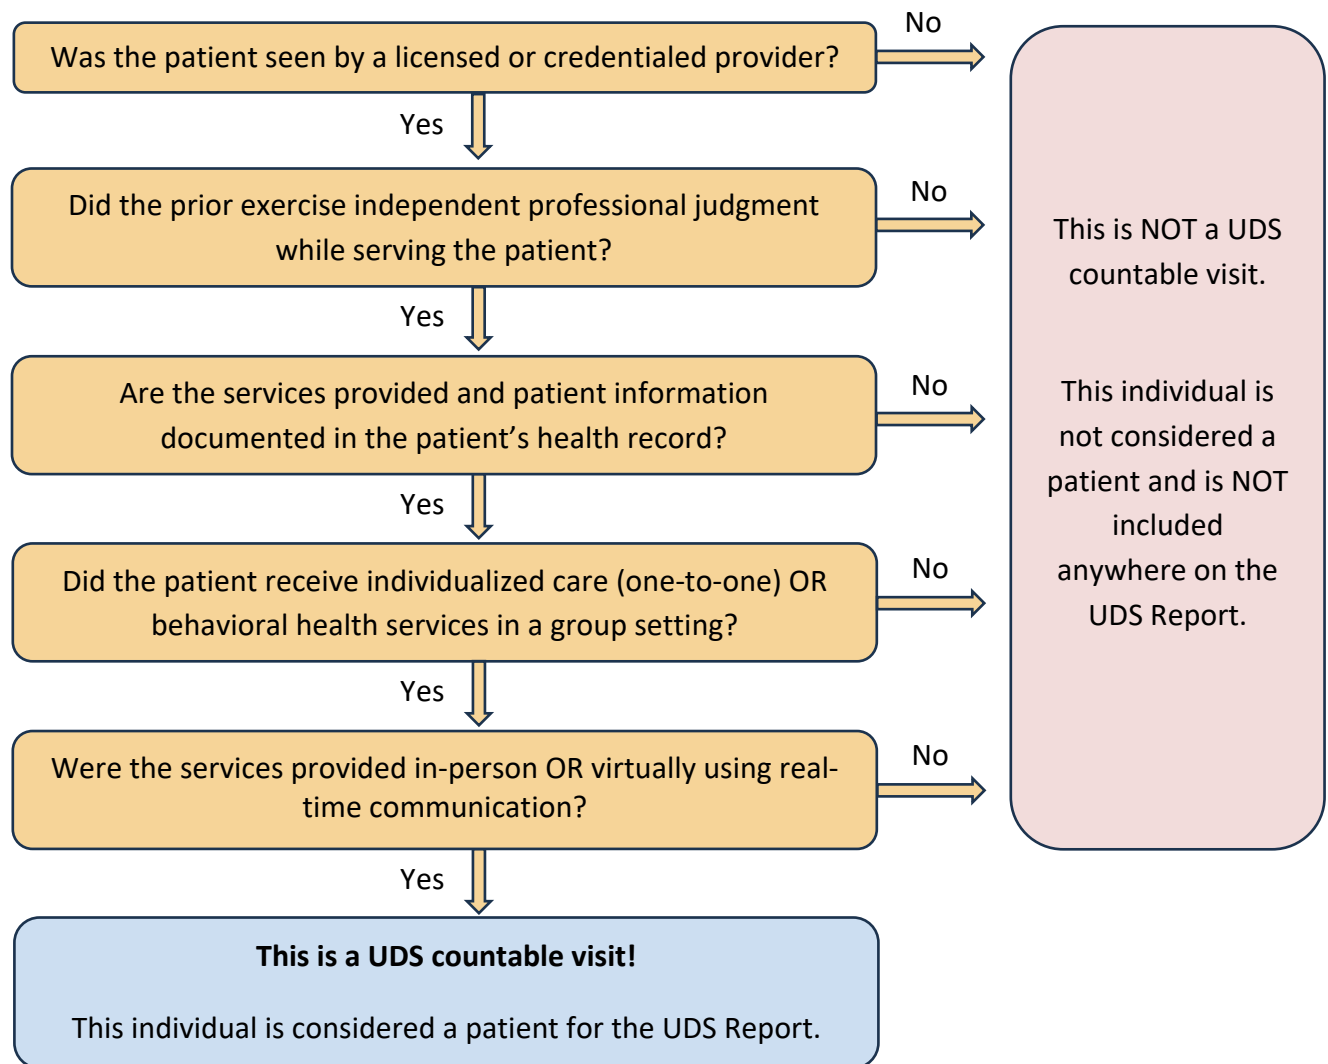 Was the patient seen by a licensed or credentialed provider?
No
Yes
Did the prior exercise independent professional judgment
while serving the patient?
No
Yes
Are the services provided and patient information
documented in the patient’s health record?
No
Yes
Did the patient receive individualized care (one-to-one) OR
behavioral health services in a group setting?
No
Yes
Were the services provided in-person OR virtually using real-
time communication?
No
Yes
This is a UDS countable visit!
This individual is considered a patient for the UDS Report.
This is NOT a UDS
countable visit.
This individual is
not considered a
patient and is NOT
included
anywhere on the
UDS Report.